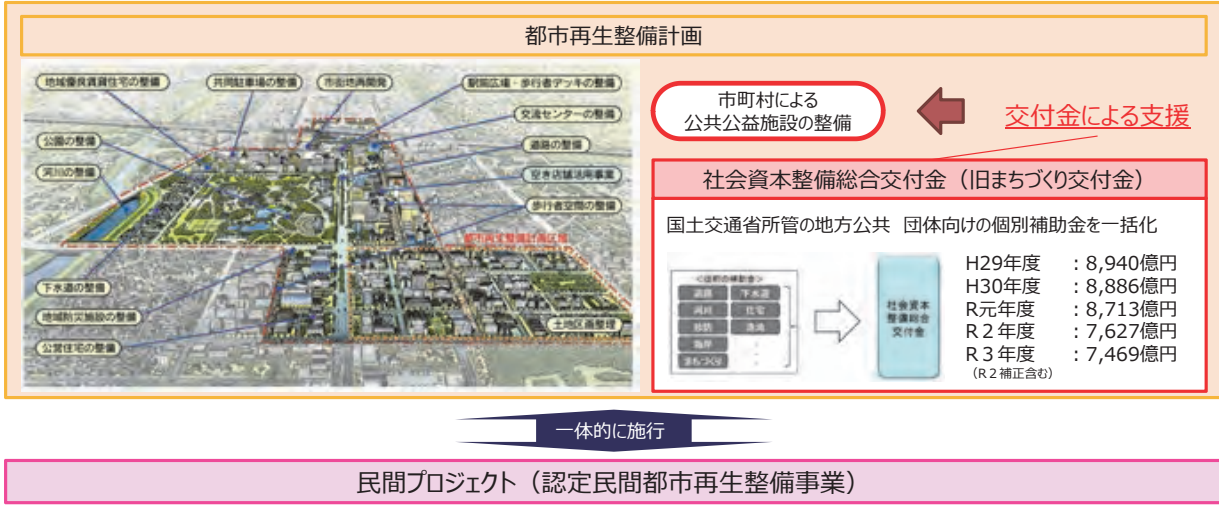 都市再生整備計画
地域優良賃貸住宅の整備
共同駐車場の整備
市街地再開発
駅前広場・歩行者デッキの整備
交流センターの整備
公園の整備
道路の整備
河川の整備
空き店舗活用事業
歩行者空間の整備
都市再生整備計画区域
下水道の整備
地域防災施設の整備
土地区画整理
公営住宅の整備
市町村による
公共公益施設の整備
交付金による支援
社会資本整備総合交付金（旧まちづくり交付金）
国土交通省所管の地方公共 団体向けの個別補助金を一括化
道路 下水道
河川 住宅
砂防 港湾
海岸
まちづくり
社会資本
整備総合
交付金
H29年度 ：8,940億円
H30年度 ：8,886億円
R元年度 ：8,713億円
R２年度 ：7,627億円
R３年度 ：7,469億円
（R２補正含む）
一体的に施行
民間プロジェクト（認定民間都市再生整備事業）